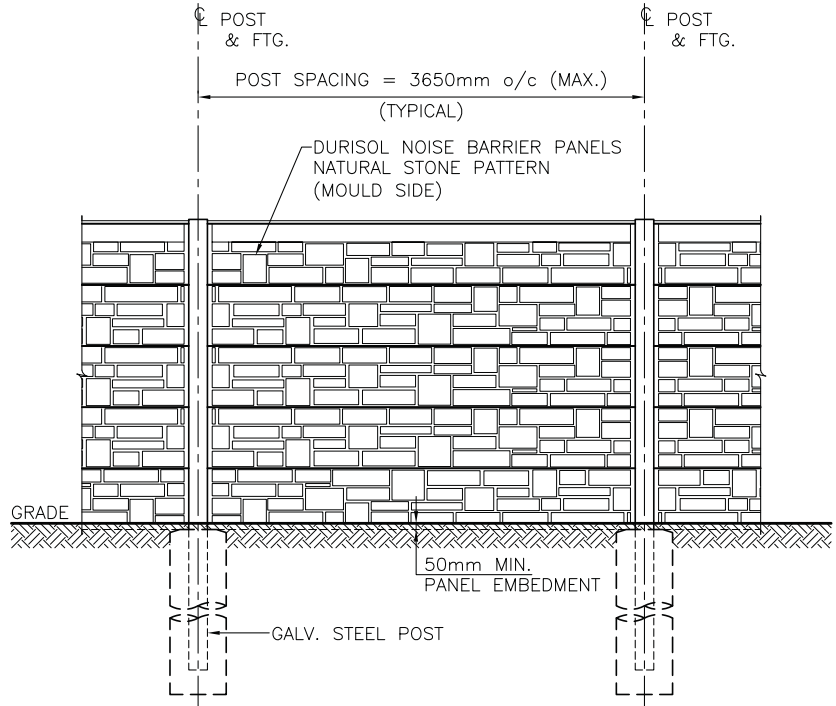 ℄ POST
& FTG.
℄ POST
& FTG.
POST SPACING = 3650mm o/c (MAX.)
(TYPICAL)
DURISOL NOISE BARRIER PANELS
NATURAL STONE PATTERN
(MOULD SIDE)
GRADE
50mm MIN.
PANEL EMBEDMENT
GALV. STEEL POST